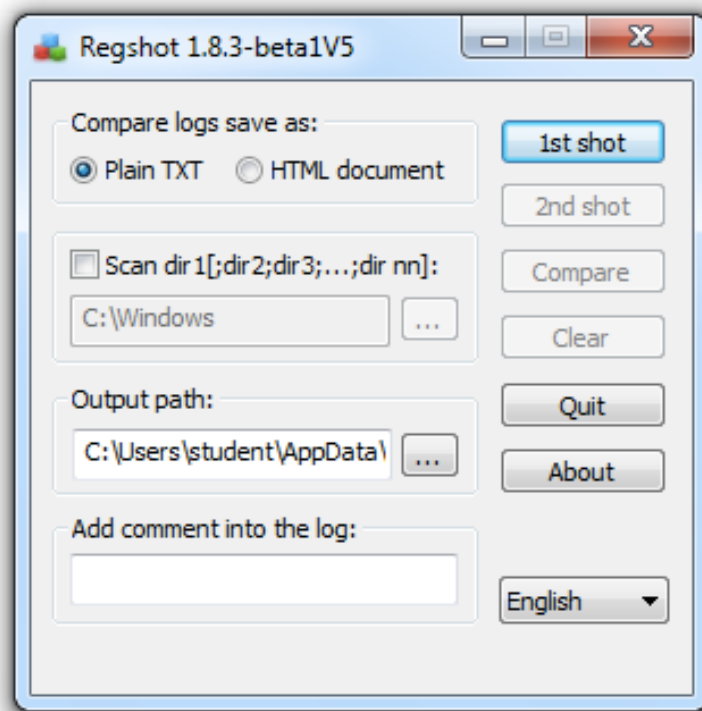 Regshot 1.8.3-beta1V5
Compare logs save as:
Plain TXT HTML document
Scan dir1[;dir2;dir3;...;dir nn]:
C:\Windows
...
Output path:
C:\Users\student\AppData\
...
Add comment into the log:
1st shot
2nd shot
Compare
Clear
Quit
About
English